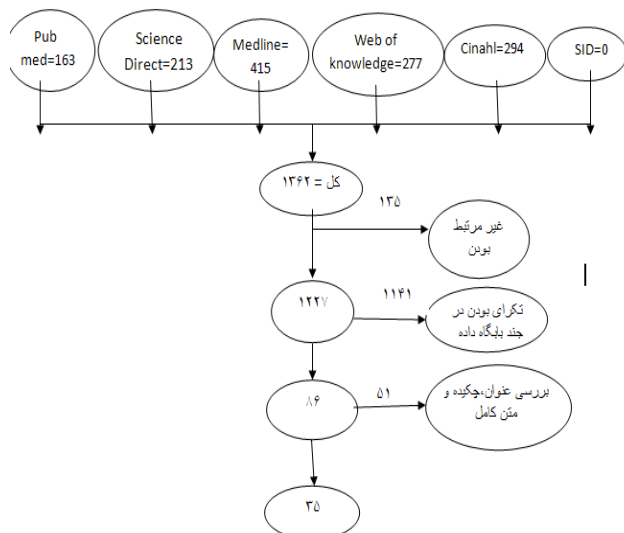 Pub
med=163
Science
Direct=213
Medline=
415
Web of
knowledge=277
Cinahl=294
SID=0
کل = ۱۳۶۲
۱۳۵
غیر مرتبط
بودن
۱۲۲۷
۱۱۴۱
تکرای بودن در
چند پایگاه داده
۸۶
۵۱
بررسی عنوان،چکیده و
متن کامل
۳۵